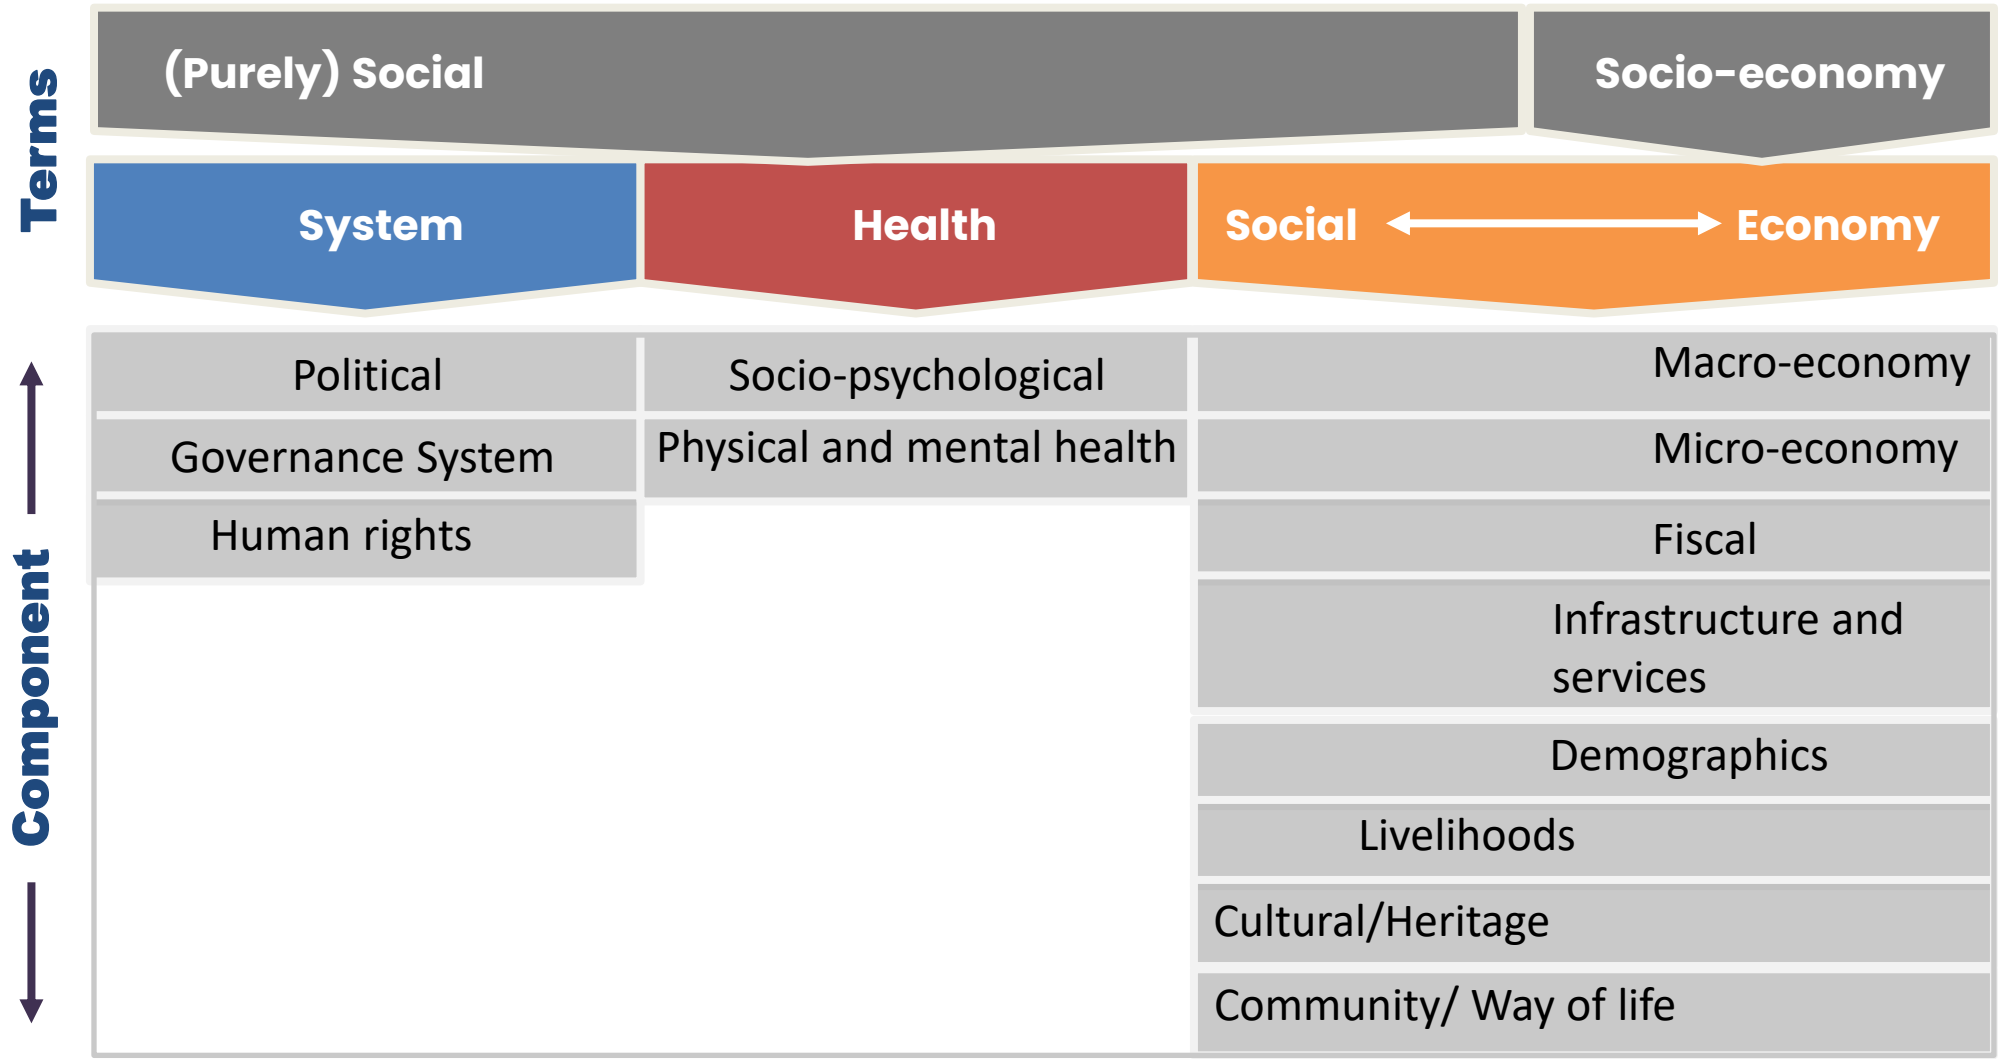 Terms
(Purely) Social
Socio-economy
System
Health
Social
Economy
Component
Political
Socio-psychological
Macro-economy
Governance System
Physical and mental health
Micro-economy
Human rights
Fiscal
Infrastructure and
services
Demographics
Livelihoods
Cultural/Heritage
Community/ Way of life